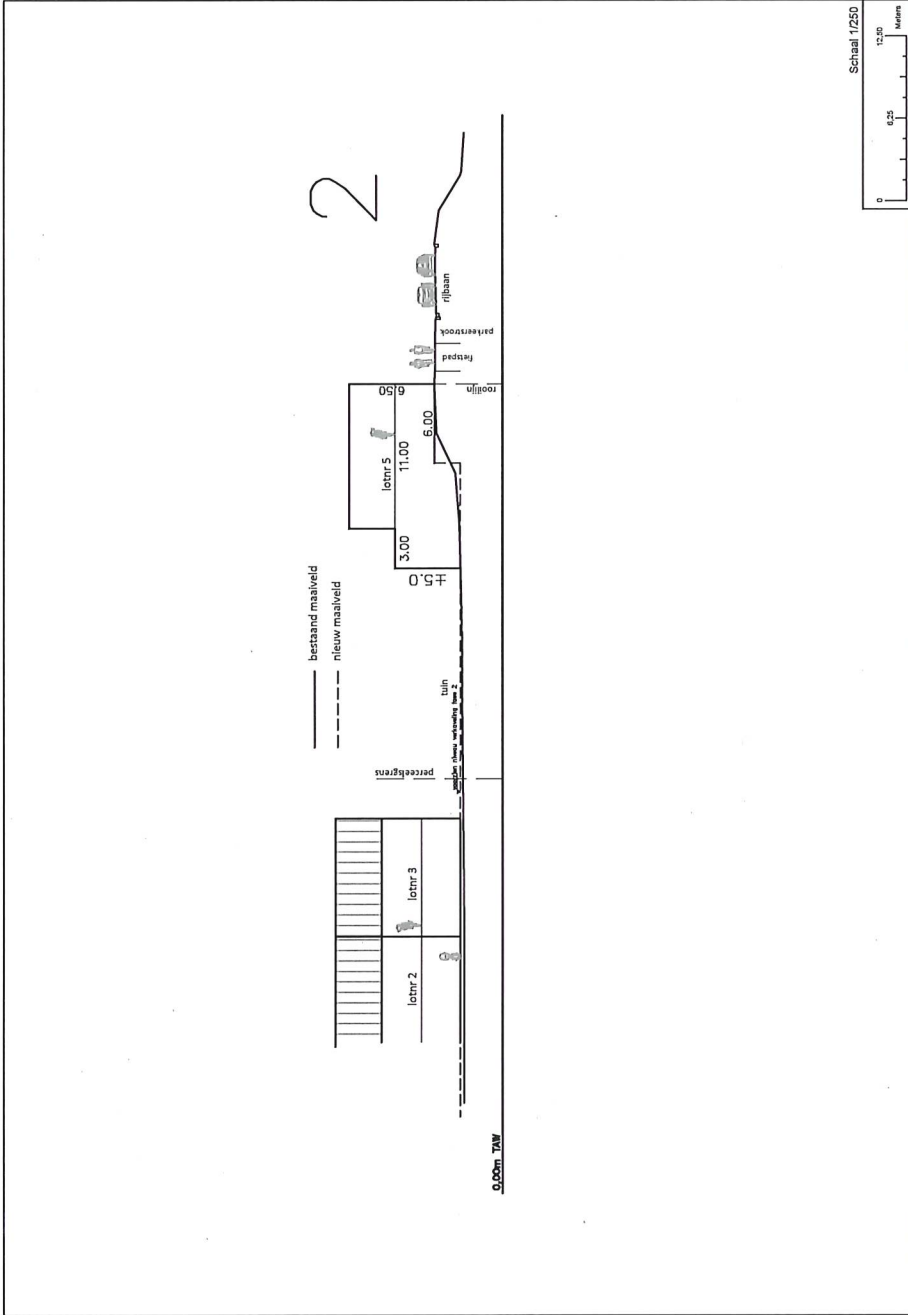 Schaal 1/250
0
6,25
12,50
Meters
2
bestaand maaiveld
nieuw maaiveld
lotnr 2
lotnr 3
perceelsgrens
tuin
fase 2
±5.0
3.00
lotnr 5
11.00
6.50
6.00
rooilijn
fietspad
parkeerstrook
rijbaan
0,00m TAW